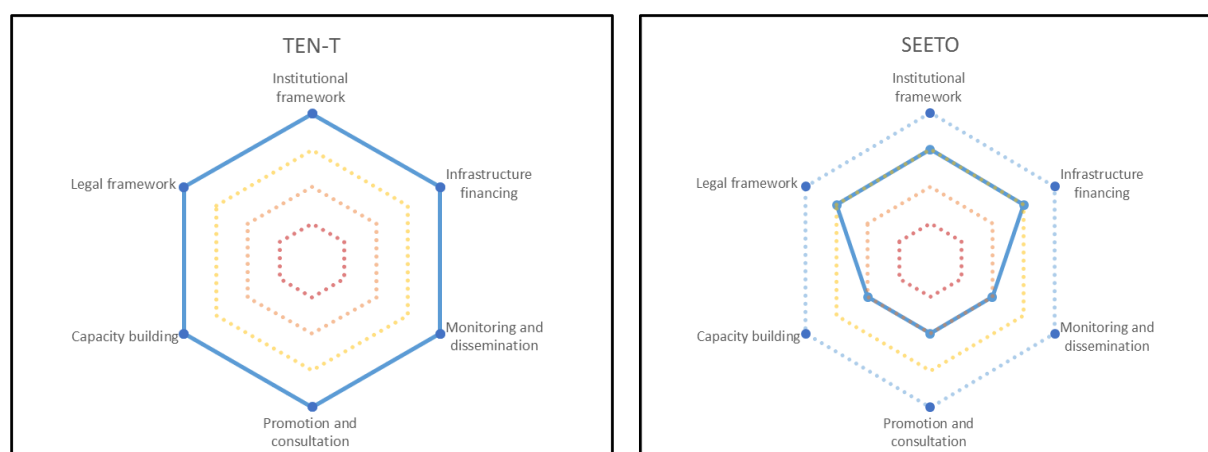 TEN-T
Institutional
framework
Legal framework
Infrastructure
financing
Capacity building
Monitoring and
dissemination
Promotion and
consultation
SEETO
Institutional
framework
Legal framework
Infrastructure
financing
Capacity building
Monitoring and
dissemination
Promotion and
consultation